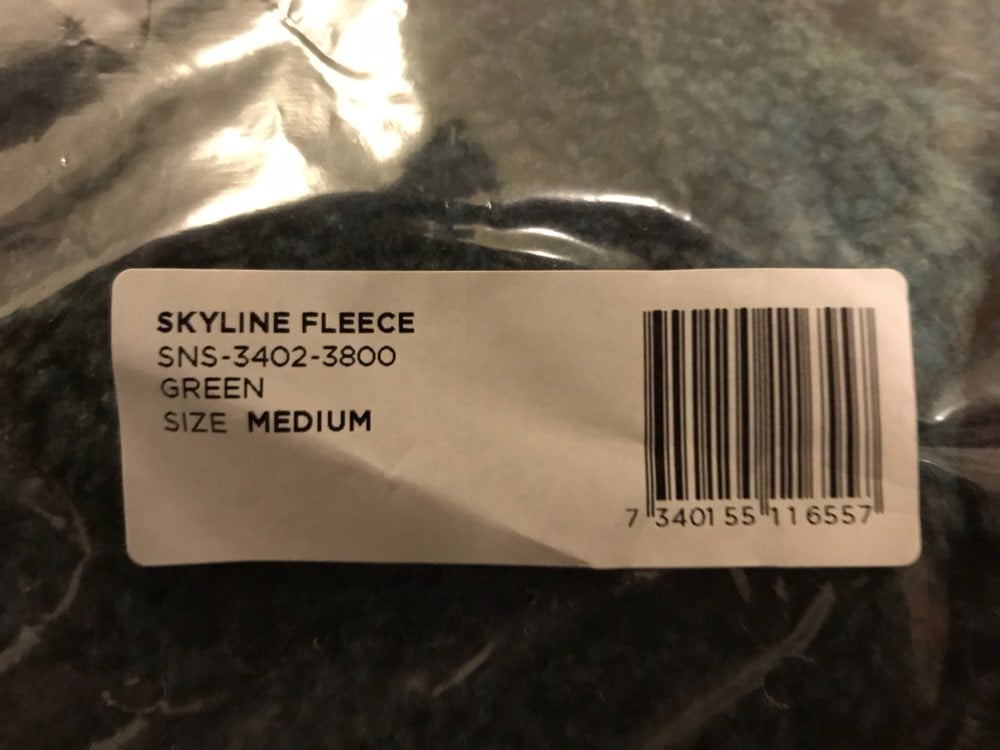 SKYLINE FLEECE
SNS-3402-3800
GREEN
SIZE MEDIUM
7 340155 116557